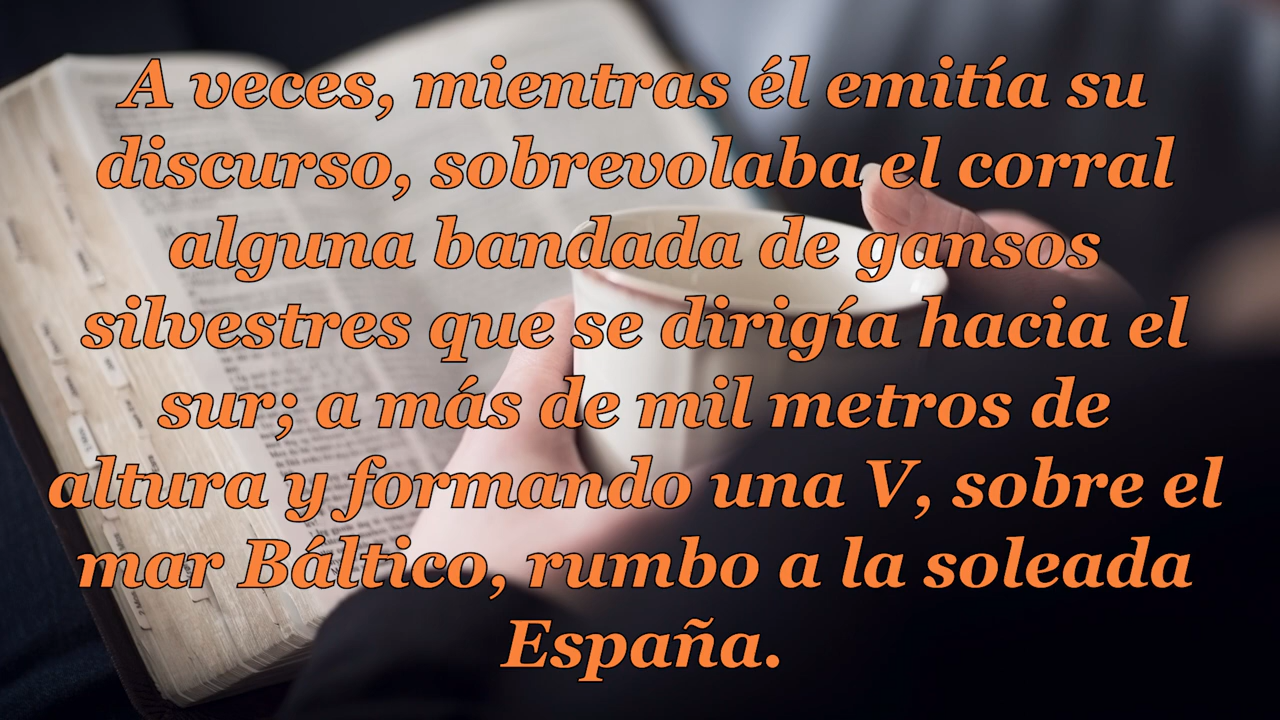 A veces, mientras él emitía su
discurso, sobrevolaba el corral
alguna bandada de gansos
silvestres que se dirigía hacia el
sur; a más de mil metros de
altura y formando una V, sobre el
mar Báltico, rumbo a la soleada
España.